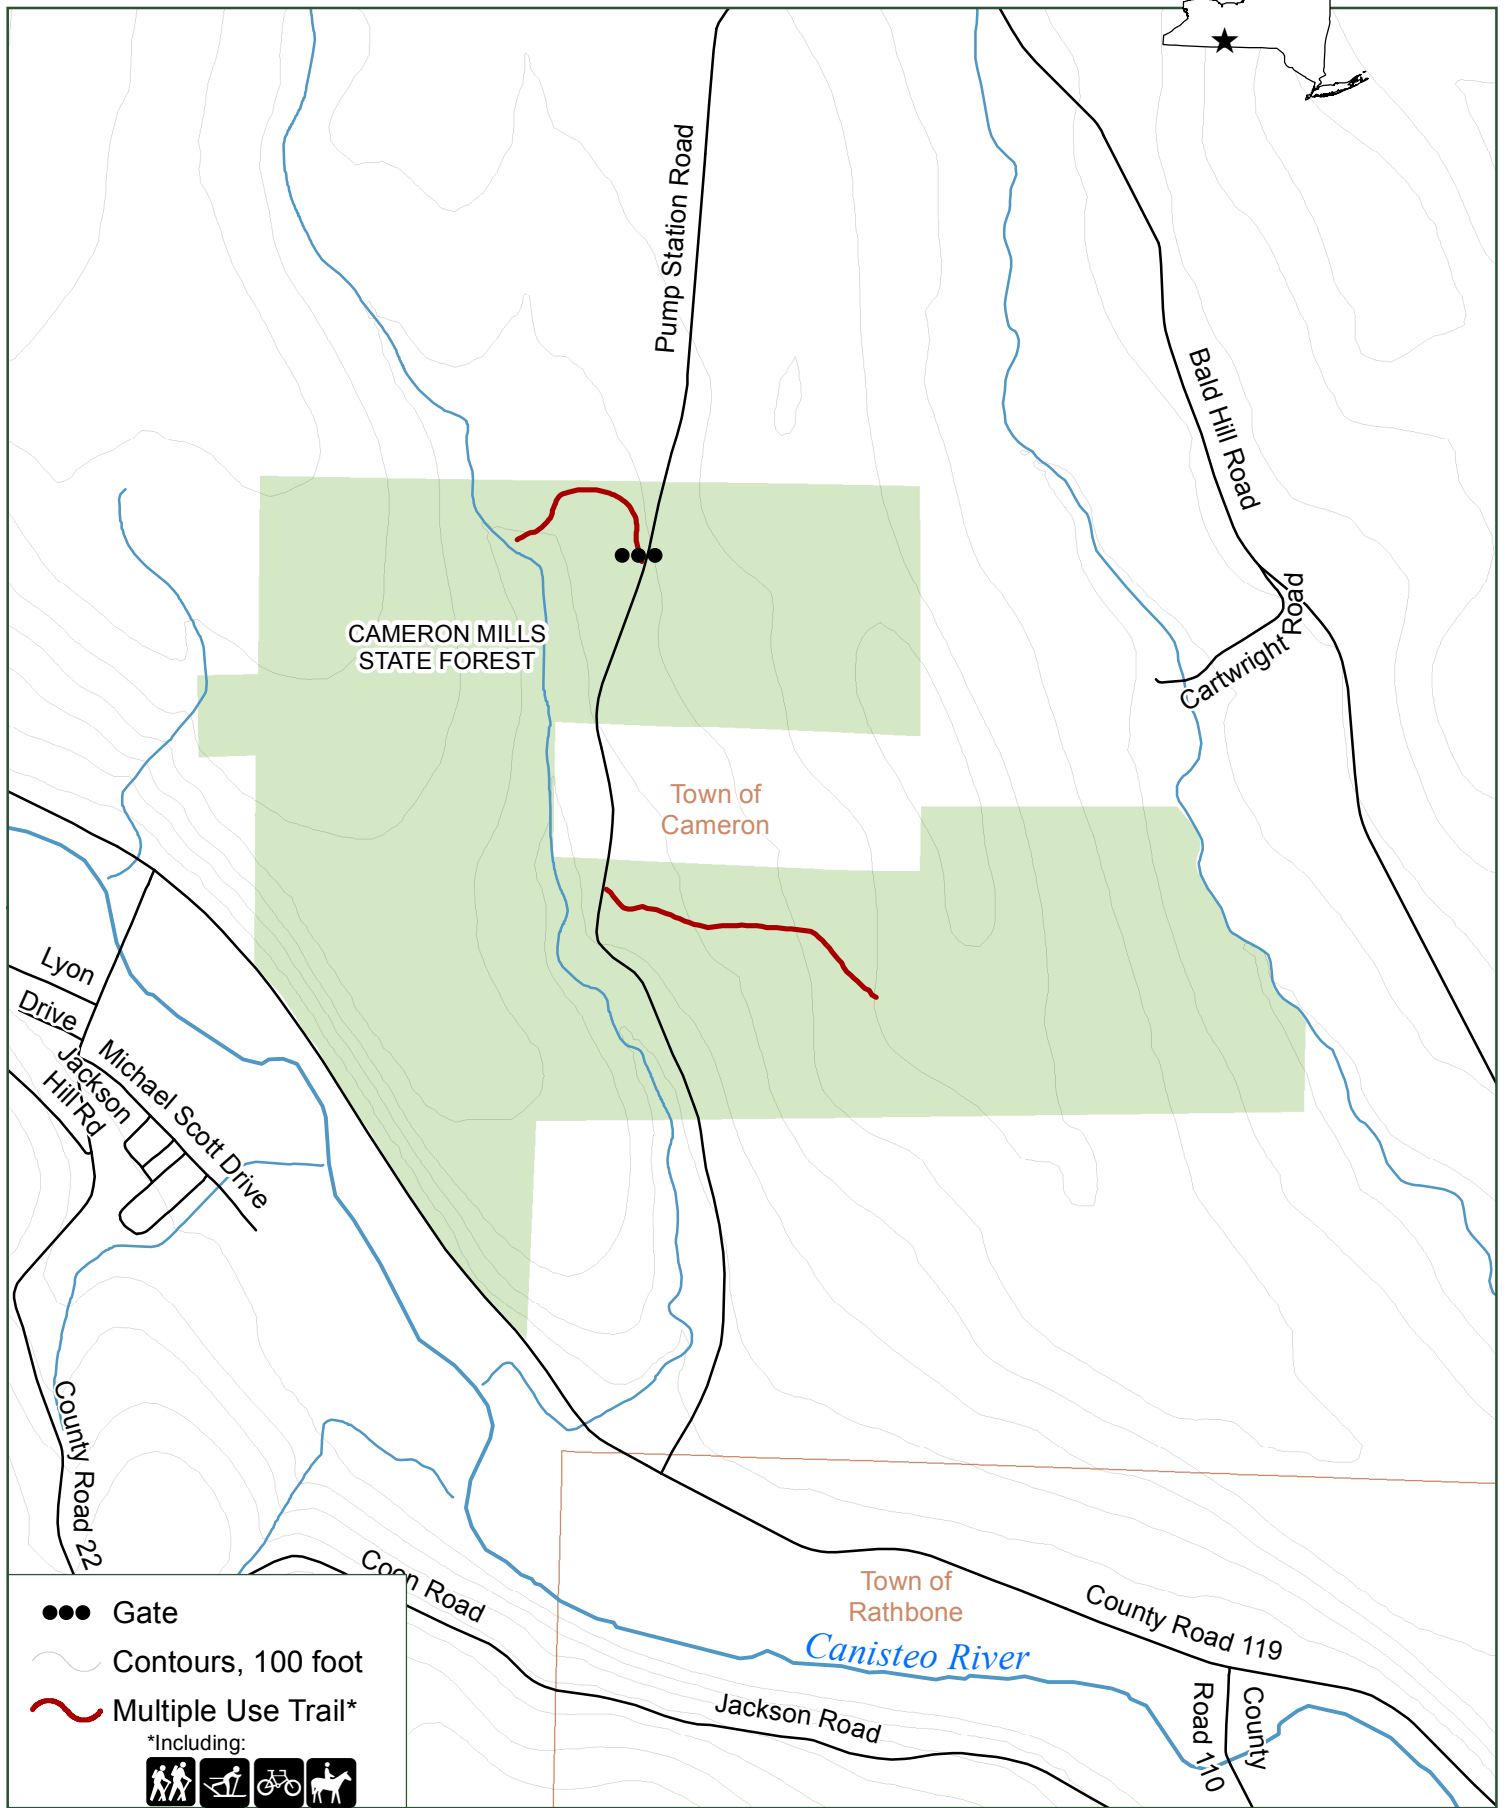 Pump Station Road
Bald Hill Road
Cartwright Road
CAMERON MILLS
STATE FOREST
Town of
Cameron
Lyon
Drive
Michael Scott Drive
Jackson
Hill Rd
County Road 22
Coon Road
Town of
Rathbone
Canisteo River
County Road 119
Jackson Road
County
Road 110
Gate
Contours, 100 foot
Multiple Use Trail*
*Including: